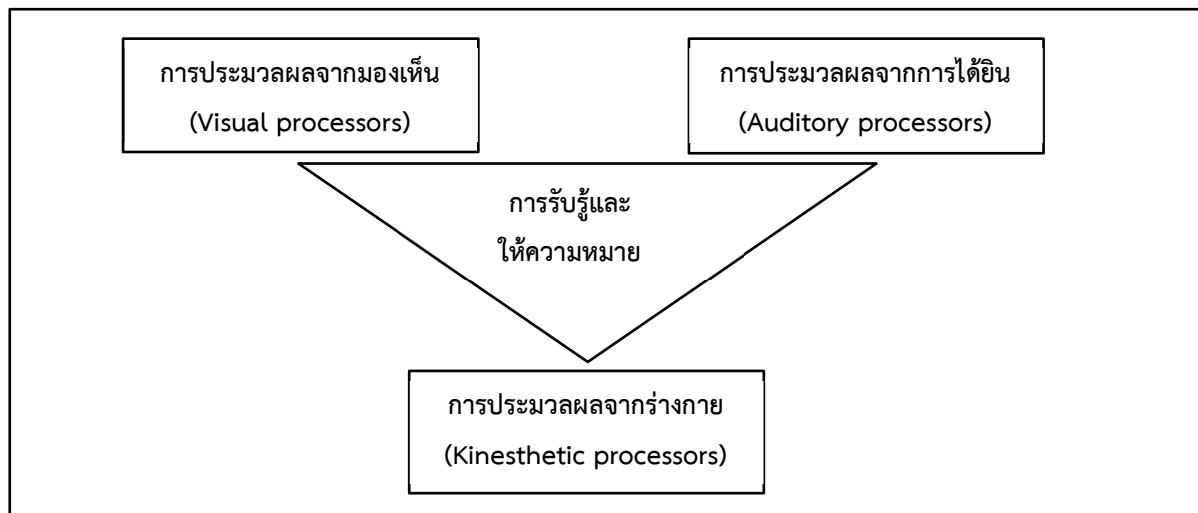 การประมวลผลจากมองเห็น
(Visual processors)
การประมวลผลจากการได้ยิน
(Auditory processors)
การรับรู้และ
ให้ความหมาย
การประมวลผลจากร่างกาย
(Kinesthetic processors)